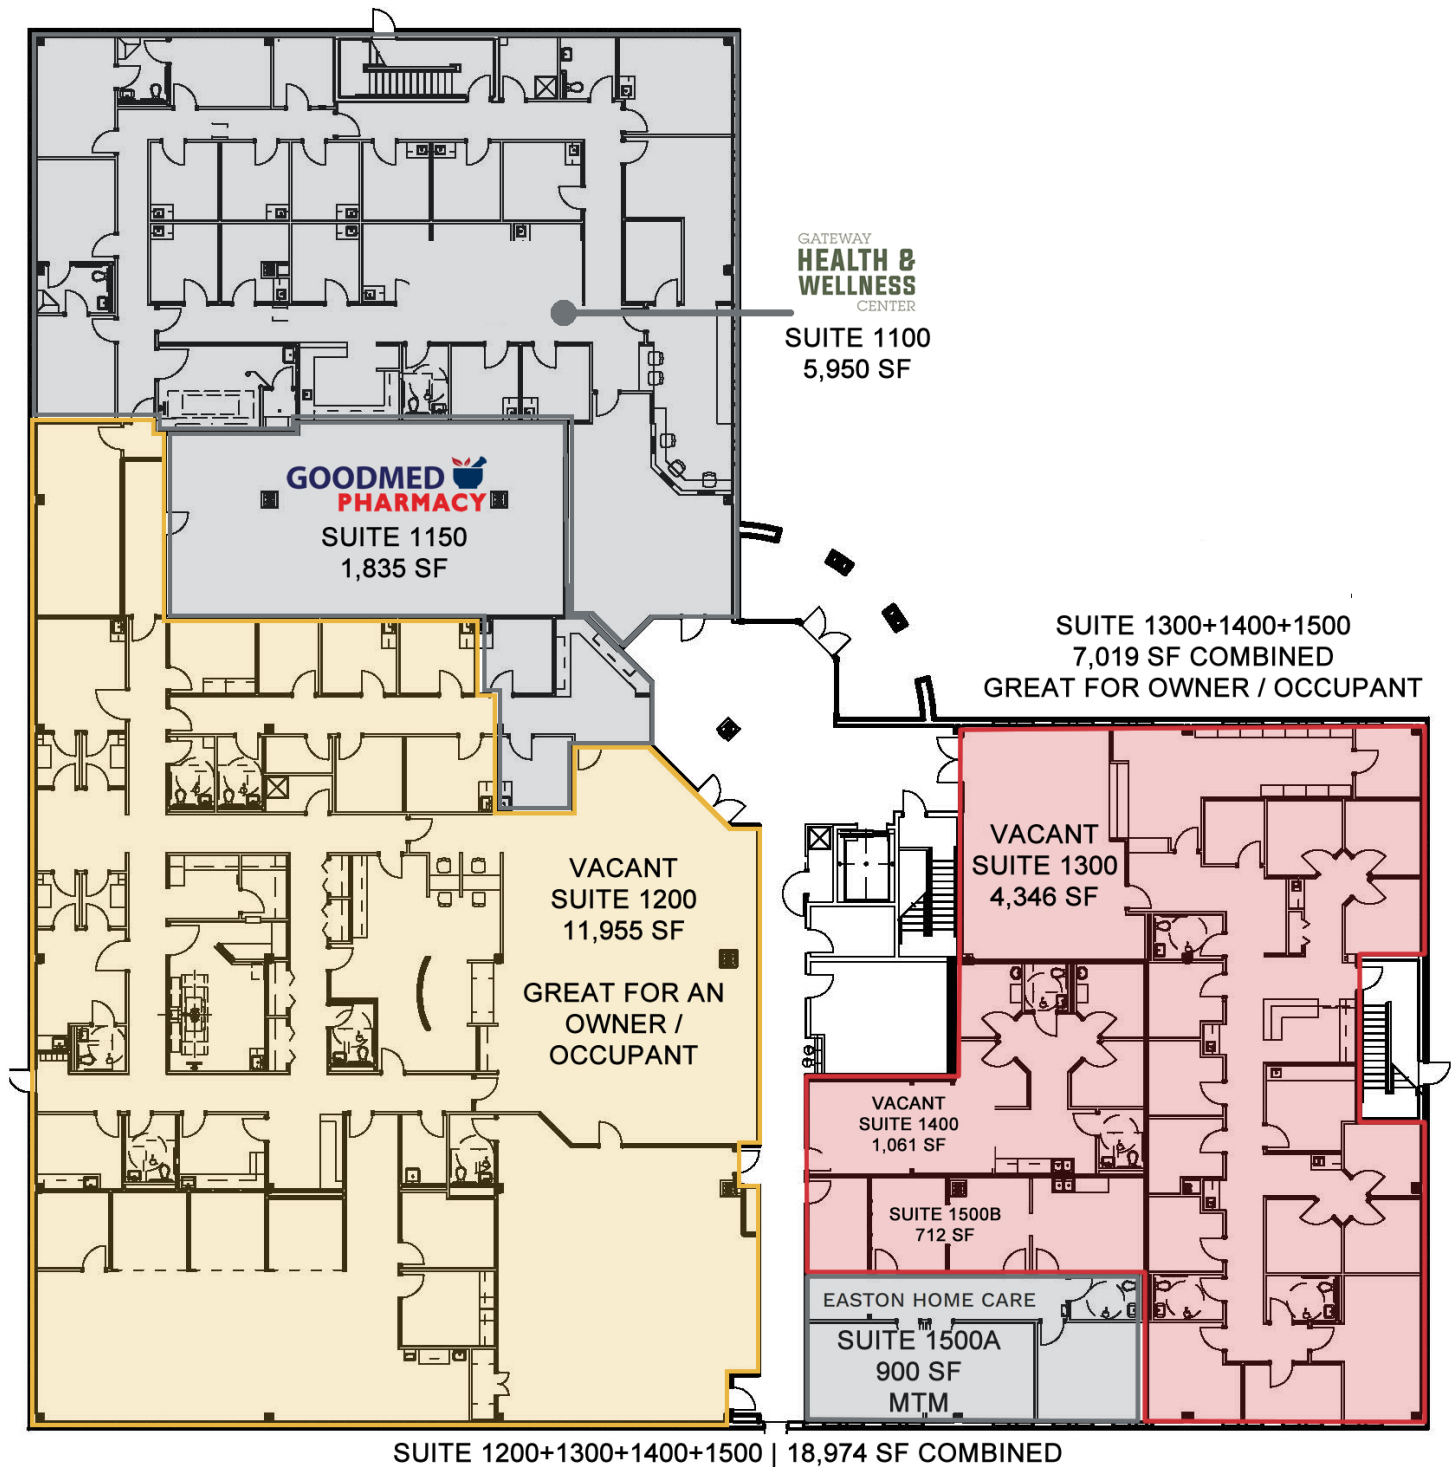 GATEWAY
HEALTH &
WELLNESS
CENTER
SUITE 1100
5,950 SF
GOODMED
PHARMACY
SUITE 1150
1,835 SF
SUITE 1300+1400+1500
7,019 SF COMBINED
GREAT FOR OWNER / OCCUPANT
VACANT
SUITE 1200
11,955 SF
GREAT FOR AN
OWNER /
OCCUPANT
VACANT
SUITE 1300
4,346 SF
VACANT
SUITE 1400
1,061 SF
SUITE 1500B
712 SF
EASTON HOME CARE
SUITE 1500A
900 SF
MTM
SUITE 1200+1300+1400+1500 | 18,974 SF COMBINED